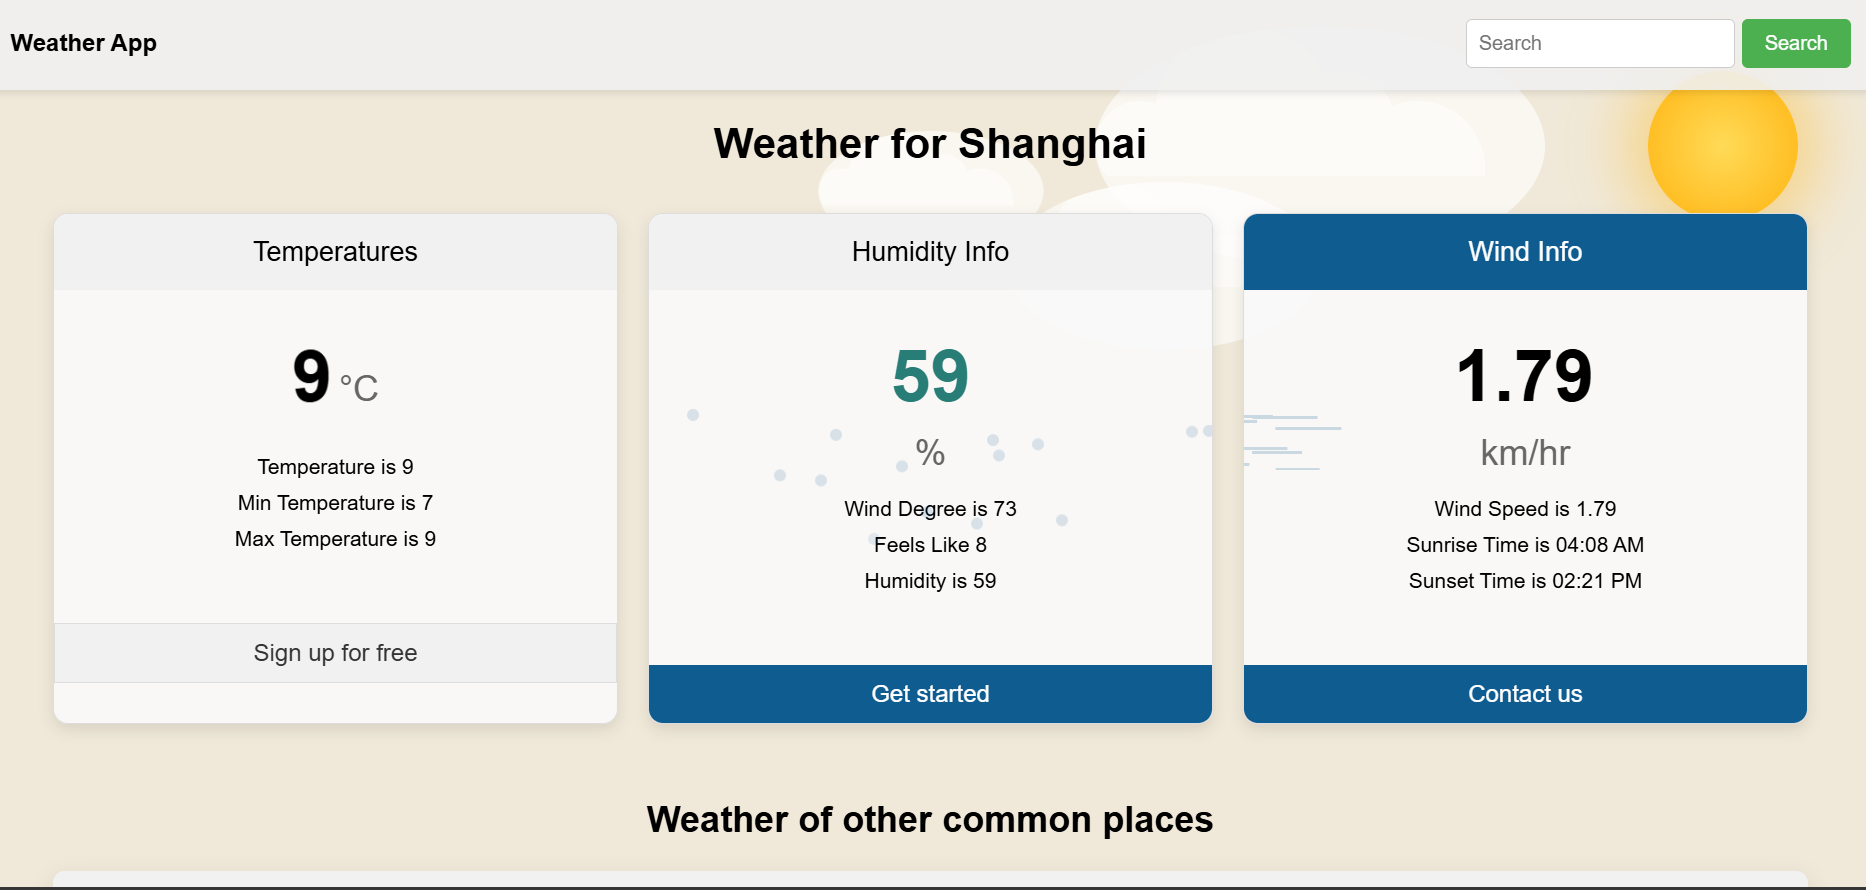 Weather App
Search
Search
Weather for Shanghai
Temperatures
9 °C
Temperature is 9
Min Temperature is 7
Max Temperature is 9
Sign up for free
Humidity Info
59
%
Wind Degree is 73
Feels Like 8
Humidity is 59
Get started
Wind Info
1.79
km/hr
Wind Speed is 1.79
Sunrise Time is 04:08 AM
Sunset Time is 02:21 PM
Contact us
Weather of other common places